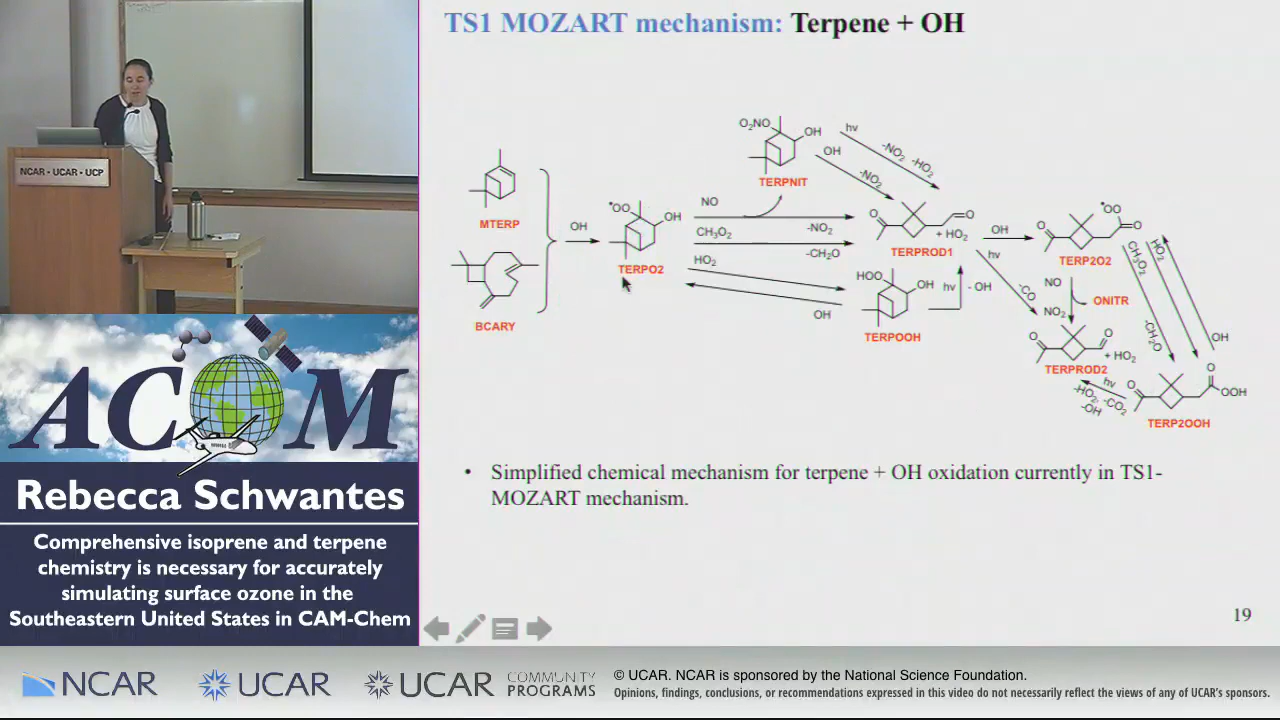 TS1 MOZART mechanism: Terpene + OH
NCAR - UCAR - UCP
MTERP
BCARY
OH
•OO
OH
TERPO2
O2NO
OH
TERPNIT
hv
-NO2 -HO2
OH
-NO2
NO
-NO2
CH3O2
-CH2O
HO2
OH
HOO
OH
TERPOOH
hv
- OH
O
O
+ HO2
TERPROD1
OH
hv
-CO
O
•OO
O
TERP2O2
NO
NO2
ONITR
CH3O2
-CH2O
HO2
OH
O
O
+ HO2
TERPROD2
hv
-HO2, -CO2
-OH
O
O
OOH
TERP2OOH
• Simplified chemical mechanism for terpene + OH oxidation currently in TS1-
MOZART mechanism.
19
ACOM
Rebecca Schwantes
Comprehensive isoprene and terpene
chemistry is necessary for accurately
simulating surface ozone in the
Southeastern United States in CAM-Chem
NCAR
UCAR
UCAR
COMMUNITY
PROGRAMS
© UCAR. NCAR is sponsored by the National Science Foundation.
Opinions, findings, conclusions, or recommendations expressed in this video do not necessarily reflect the views of any of UCAR's sponsors.